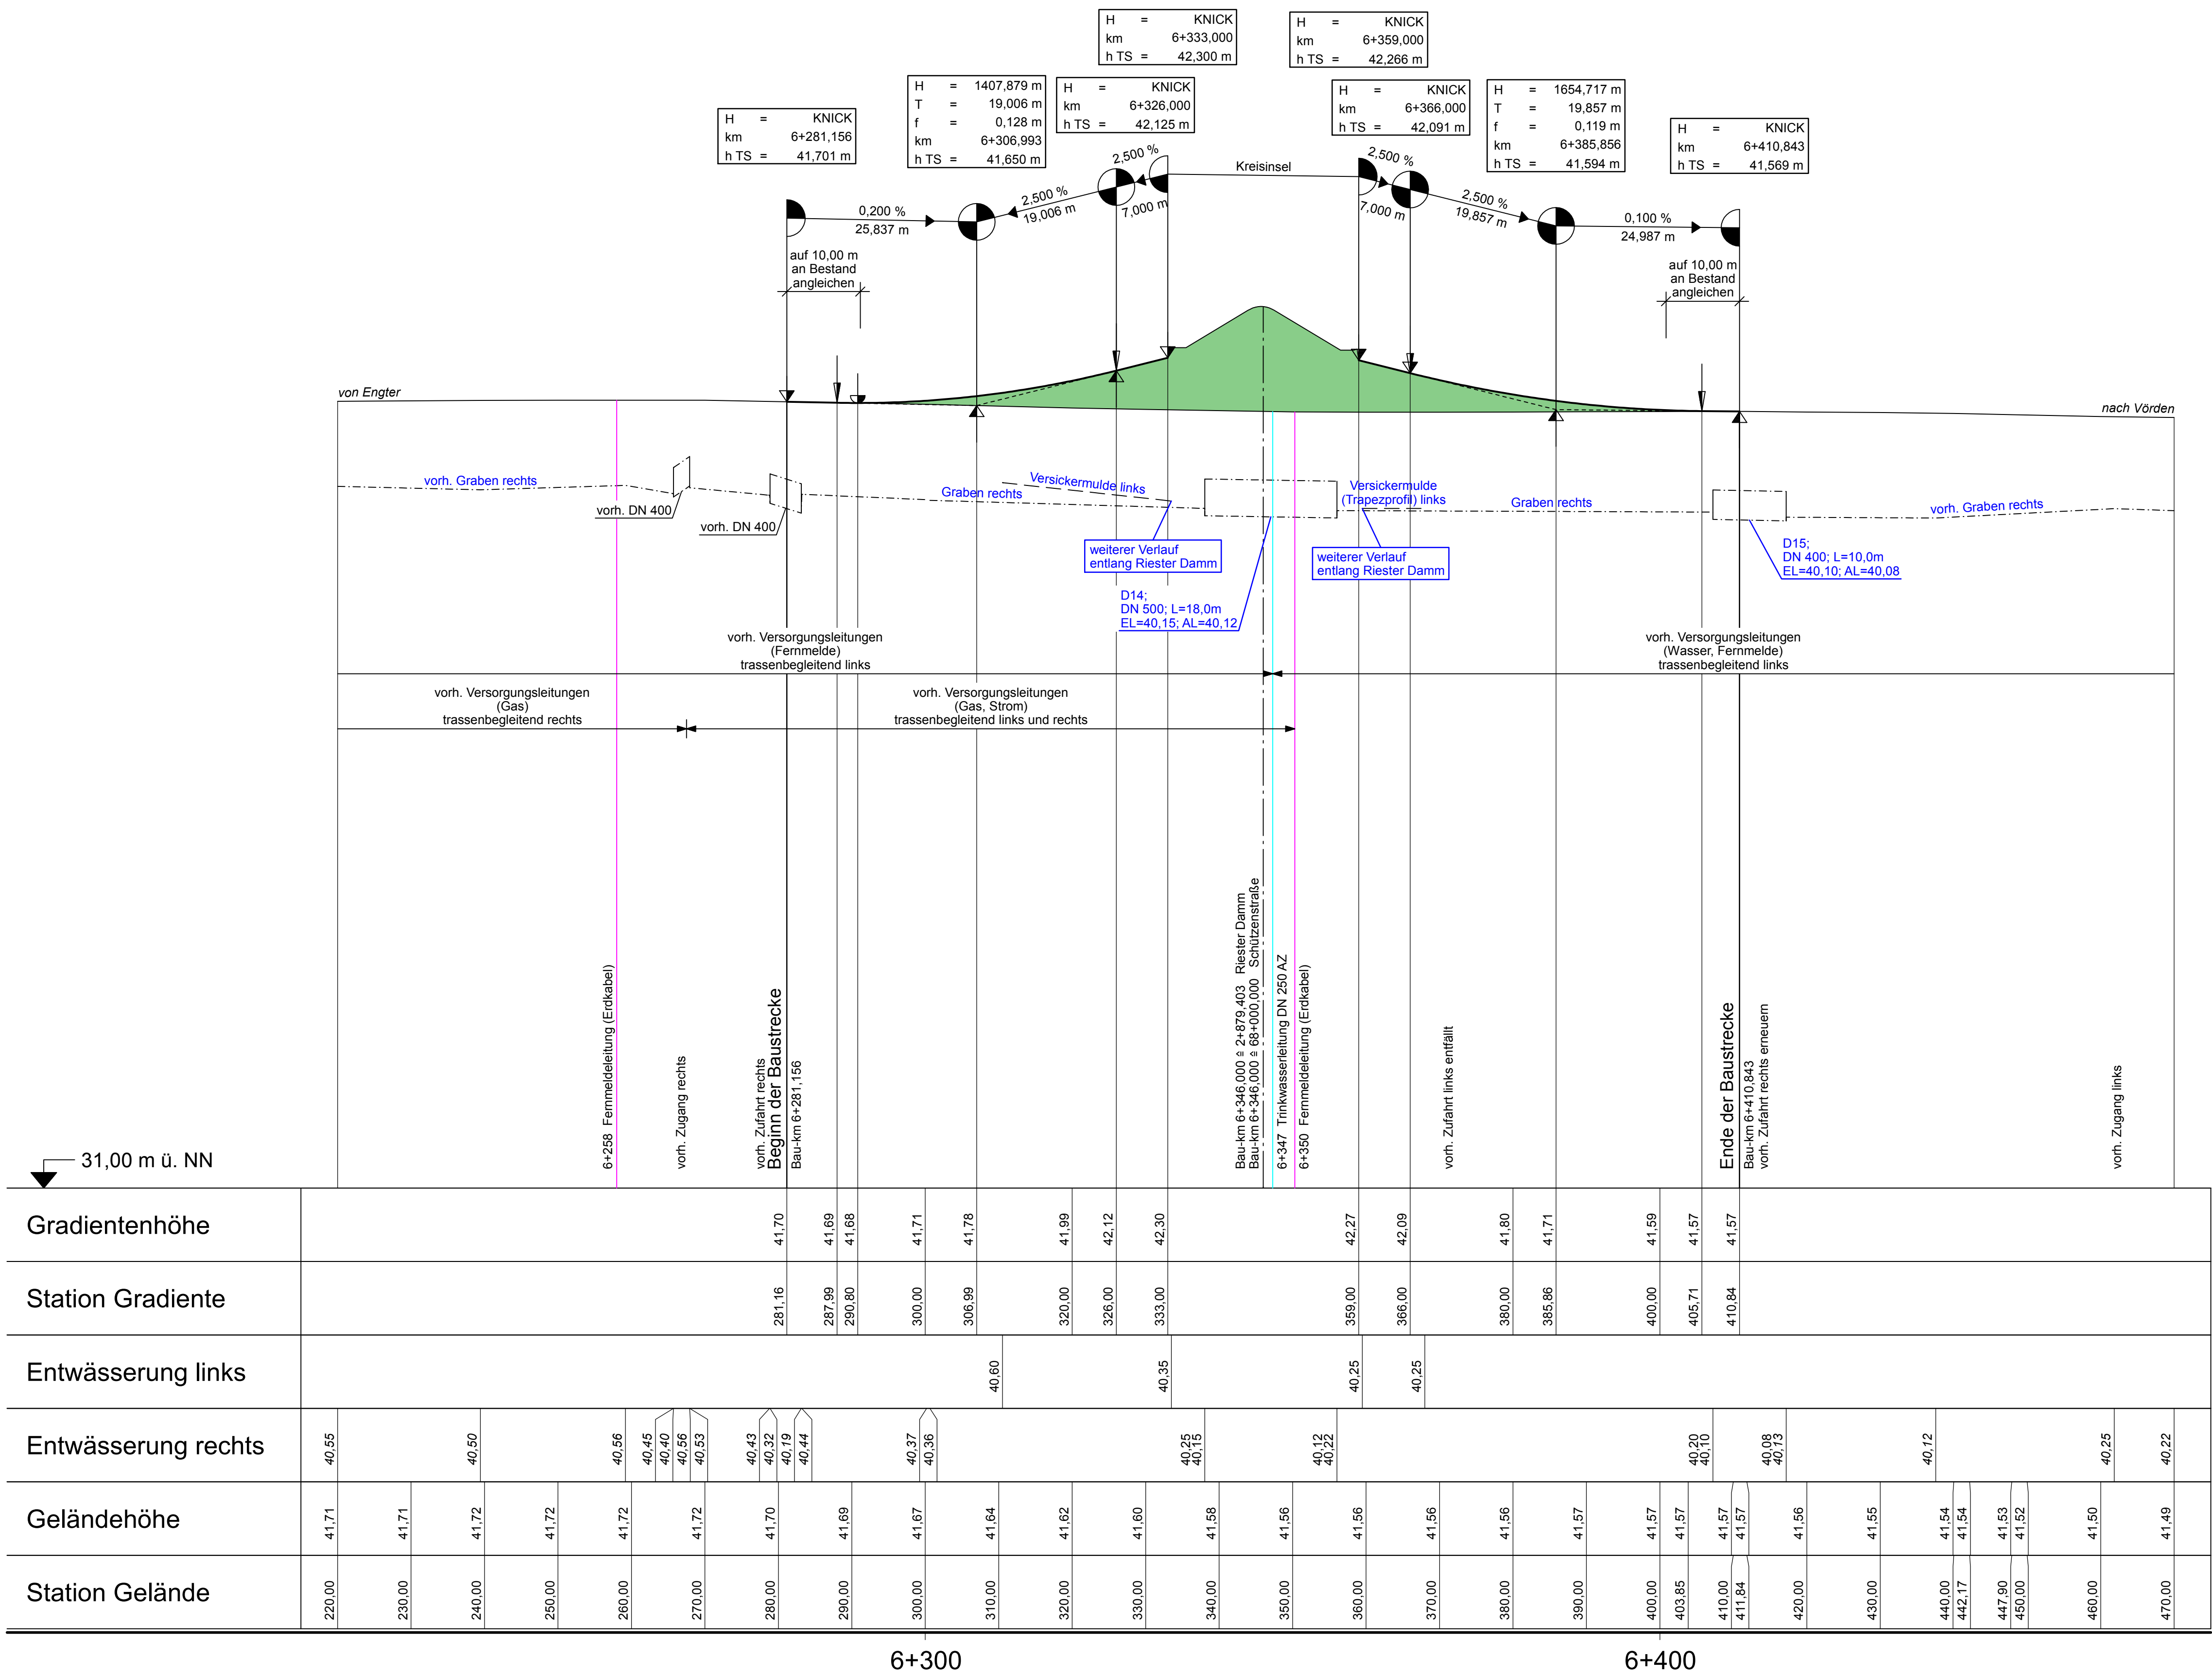 H = KNICK
km 6+333,000
h TS = 42,300 m
H = KNICK
km 6+359,000
h TS = 42,266 m
H = KNICK
km 6+281,156
h TS = 41,701 m
H = 1407,879 m
T = 19,006 m
f = 0,128 m
km 6+306,993
h TS = 41,650 m
H = KNICK
km 6+326,000
h TS = 42,125 m
H = KNICK
km 6+366,000
h TS = 42,091 m
H = 1654,717 m
T = 19,857 m
f = 0,119 m
km 6+385,856
h TS = 41,594 m
H = KNICK
km 6+410,843
h TS = 41,569 m
0,200 %
25,837 m
2,500 %
19,006 m
2,500 %
7,000 m
Kreisinsel
2,500 %
7,000 m
2,500 %
19,857 m
0,100 %
24,987 m
auf 10,00 m
an Bestand
angleichen
auf 10,00 m
an Bestand
angleichen
von Engter
nach Vörden
vorh. Graben rechts
vorh. DN 400
vorh. DN 400
Graben rechts
Versickermulde links
Versickermulde
(Trapezprofil) links
Graben rechts
vorh. Graben rechts
weiterer Verlauf
entlang Riester Damm
weiterer Verlauf
entlang Riester Damm
D14;
DN 500; L=18,0m
EL=40,15; AL=40,12
D15;
DN 400; L=10,0m
EL=40,10; AL=40,08
vorh. Versorgungsleitungen
(Fernmelde)
trassenbegleitend links
vorh. Versorgungsleitungen
(Wasser, Fernmelde)
trassenbegleitend links
vorh. Versorgungsleitungen
(Gas)
trassenbegleitend rechts
vorh. Versorgungsleitungen
(Gas, Strom)
trassenbegleitend links und rechts
6+258 Fernmeldeleitung (Erdkabel)
vorh. Zugang rechts
vorh. Zufahrt rechts
Beginn der Baustrecke
Bau-km 6+281,156
Bau-km 6+346,000 ≙ 2+879,403 Riester Damm
Bau-km 6+346,000 ≙ 68+000,000 Schützenstraße
6+347 Trinkwasserleitung DN 250 AZ
6+350 Fernmeldeleitung (Erdkabel)
vorh. Zufahrt links entfällt
Ende der Baustrecke
Bau-km 6+410,843
vorh. Zufahrt rechts erneuern
vorh. Zugang links
31,00 m ü. NN
Gradientenhöhe 41,70 41,69 41,68 41,71 41,78 41,99 42,12 42,30 42,27 42,09 41,80 41,71 41,59 41,57 41,57
Station Gradiente 281,16 287,99 290,80 300,00 306,99 320,00 326,00 333,00 359,00 366,00 380,00 385,86 400,00 405,71 410,84
Entwässerung links 40,60 40,35 40,25 40,25
Entwässerung rechts 40,55 40,50 40,56 40,45 40,40 40,56 40,53 40,43 40,32 40,19 40,44 40,37 40,36 40,25 40,15 40,12 40,22 40,20 40,10 40,08 40,13 40,12 40,25 40,22
Geländehöhe 41,71 41,71 41,72 41,72 41,72 41,72 41,70 41,69 41,67 41,64 41,62 41,60 41,58 41,56 41,56 41,56 41,56 41,57 41,57 41,57 41,57 41,57 41,56 41,55 41,54 41,54 41,53 41,52 41,50 41,49
Station Gelände 220,00 230,00 240,00 250,00 260,00 270,00 280,00 290,00 300,00 310,00 320,00 330,00 340,00 350,00 360,00 370,00 380,00 390,00 400,00 403,85 410,00 411,84 420,00 430,00 440,00 442,17 447,90 450,00 460,00 470,00
6+300 6+400